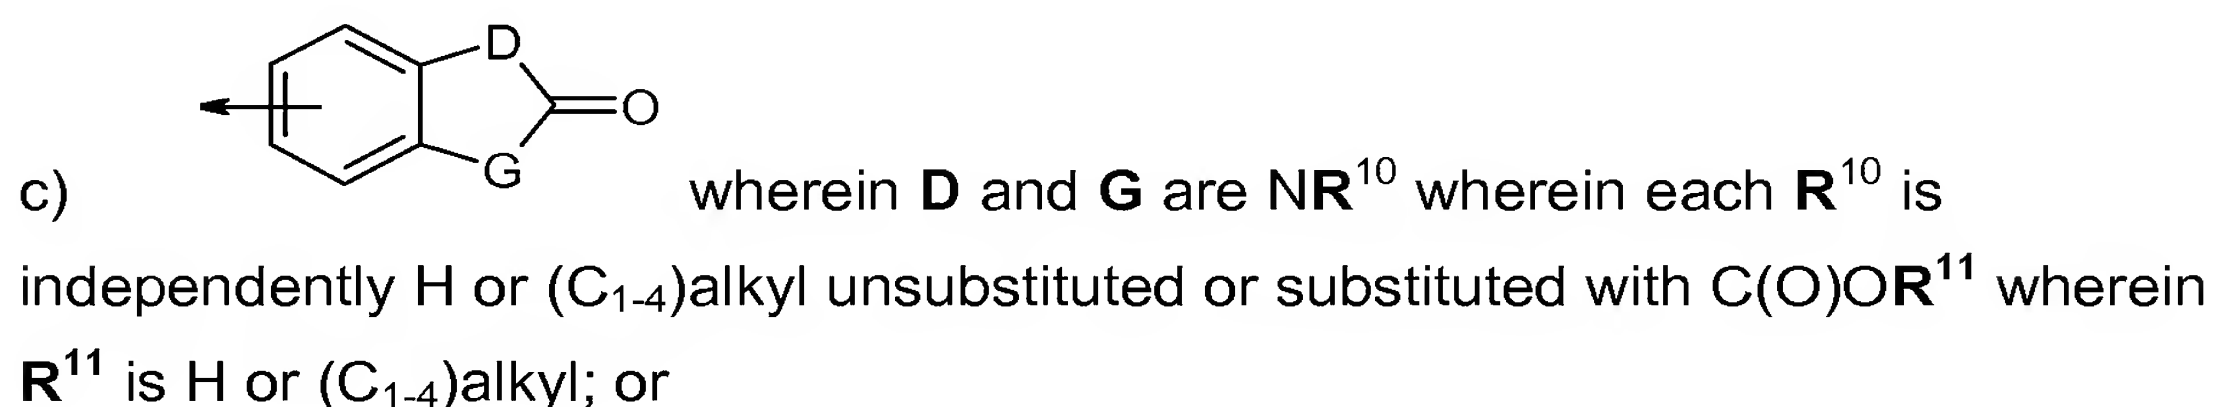 D
O
G
c) wherein D and G are NR¹⁰ wherein each R¹⁰ is
independently H or (C₁₋₄)alkyl unsubstituted or substituted with C(O)OR¹¹ wherein
R¹¹ is H or (C₁₋₄)alkyl; or